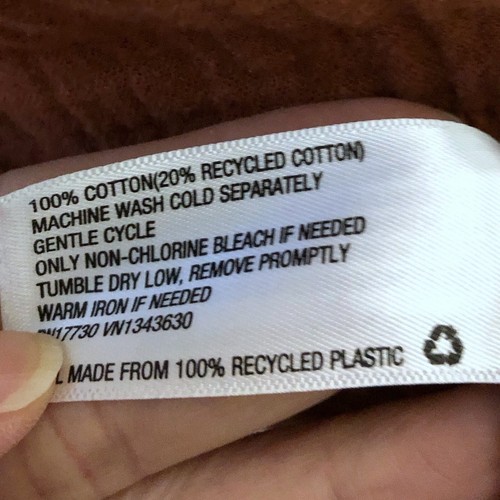 100% COTTON(20% RECYCLED COTTON)
MACHINE WASH COLD SEPARATELY
GENTLE CYCLE
ONLY NON-CHLORINE BLEACH IF NEEDED
TUMBLE DRY LOW, REMOVE PROMPTLY
WARM IRON IF NEEDED
VN1343630
MADE FROM 100% RECYCLED PLASTIC